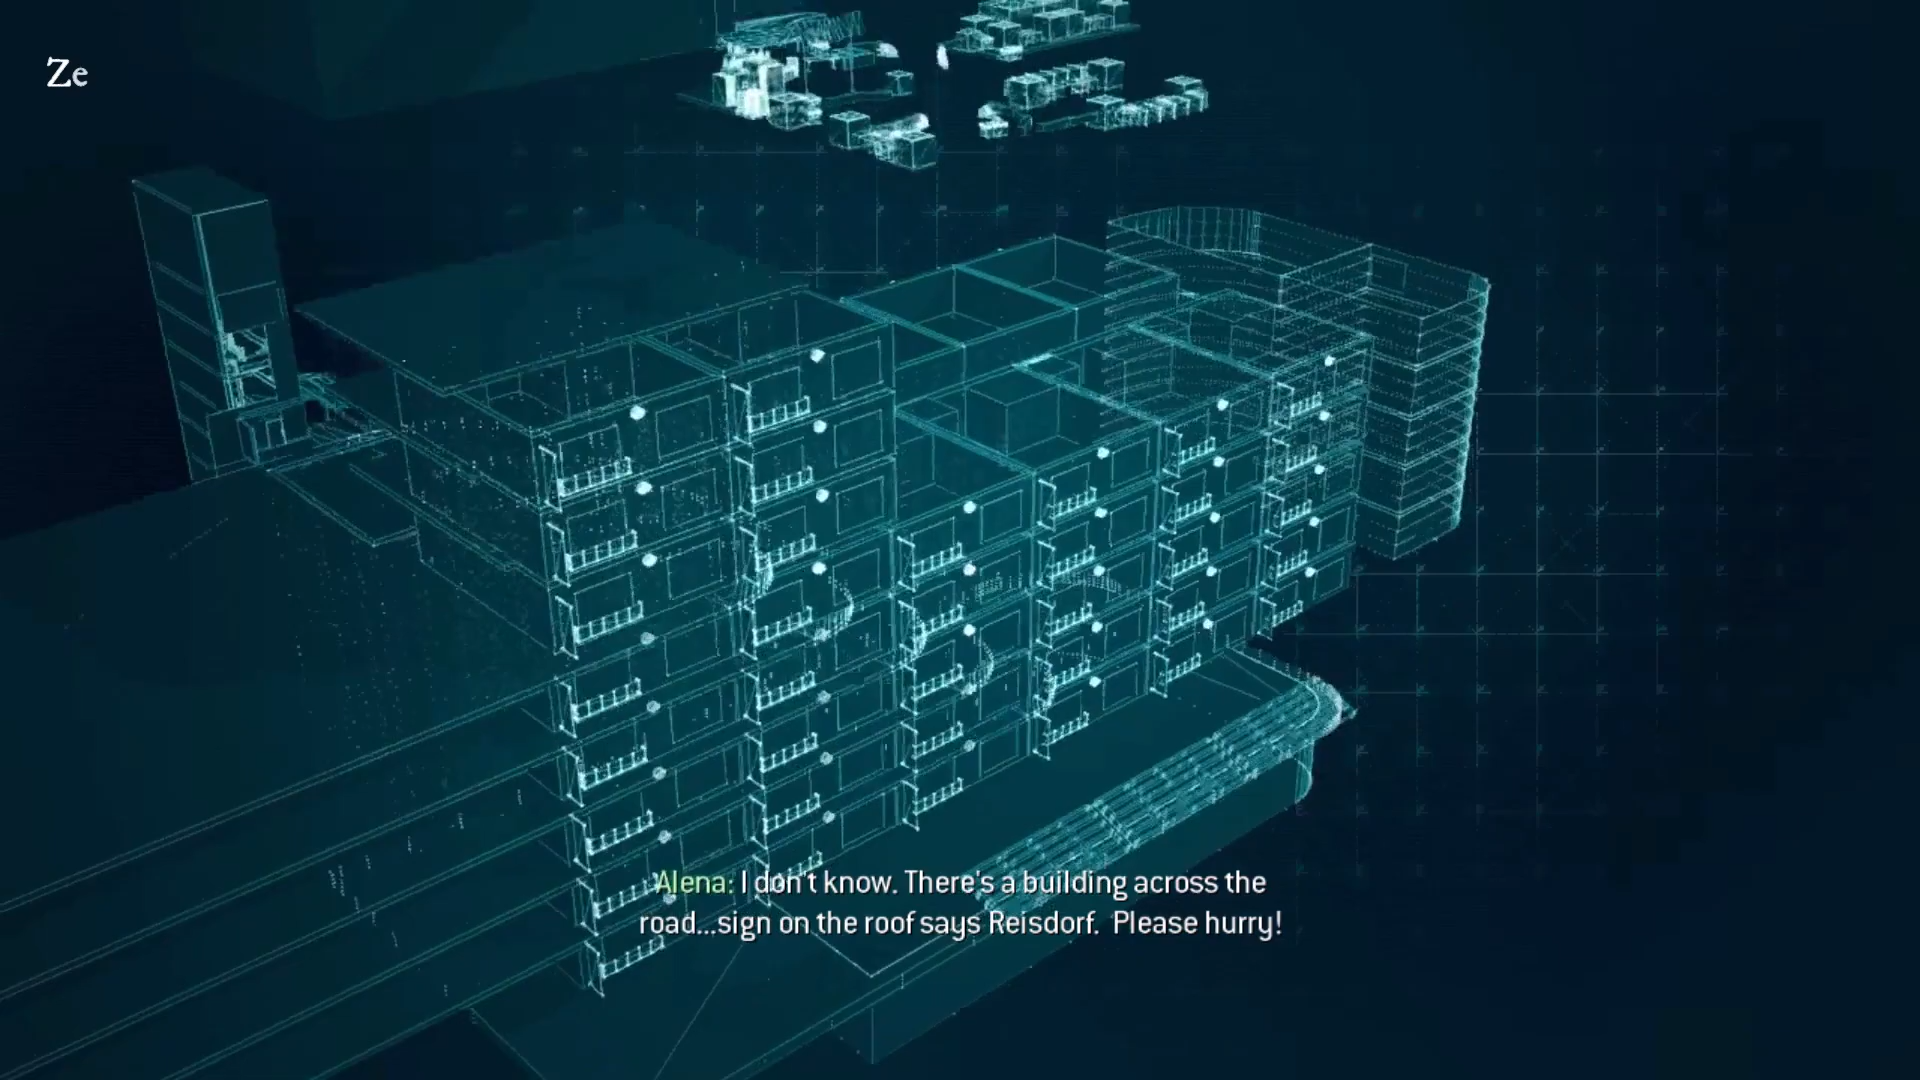 Ze
Alena: I don't know. There's a building across the
road...sign on the roof says Reisdorf. Please hurry!